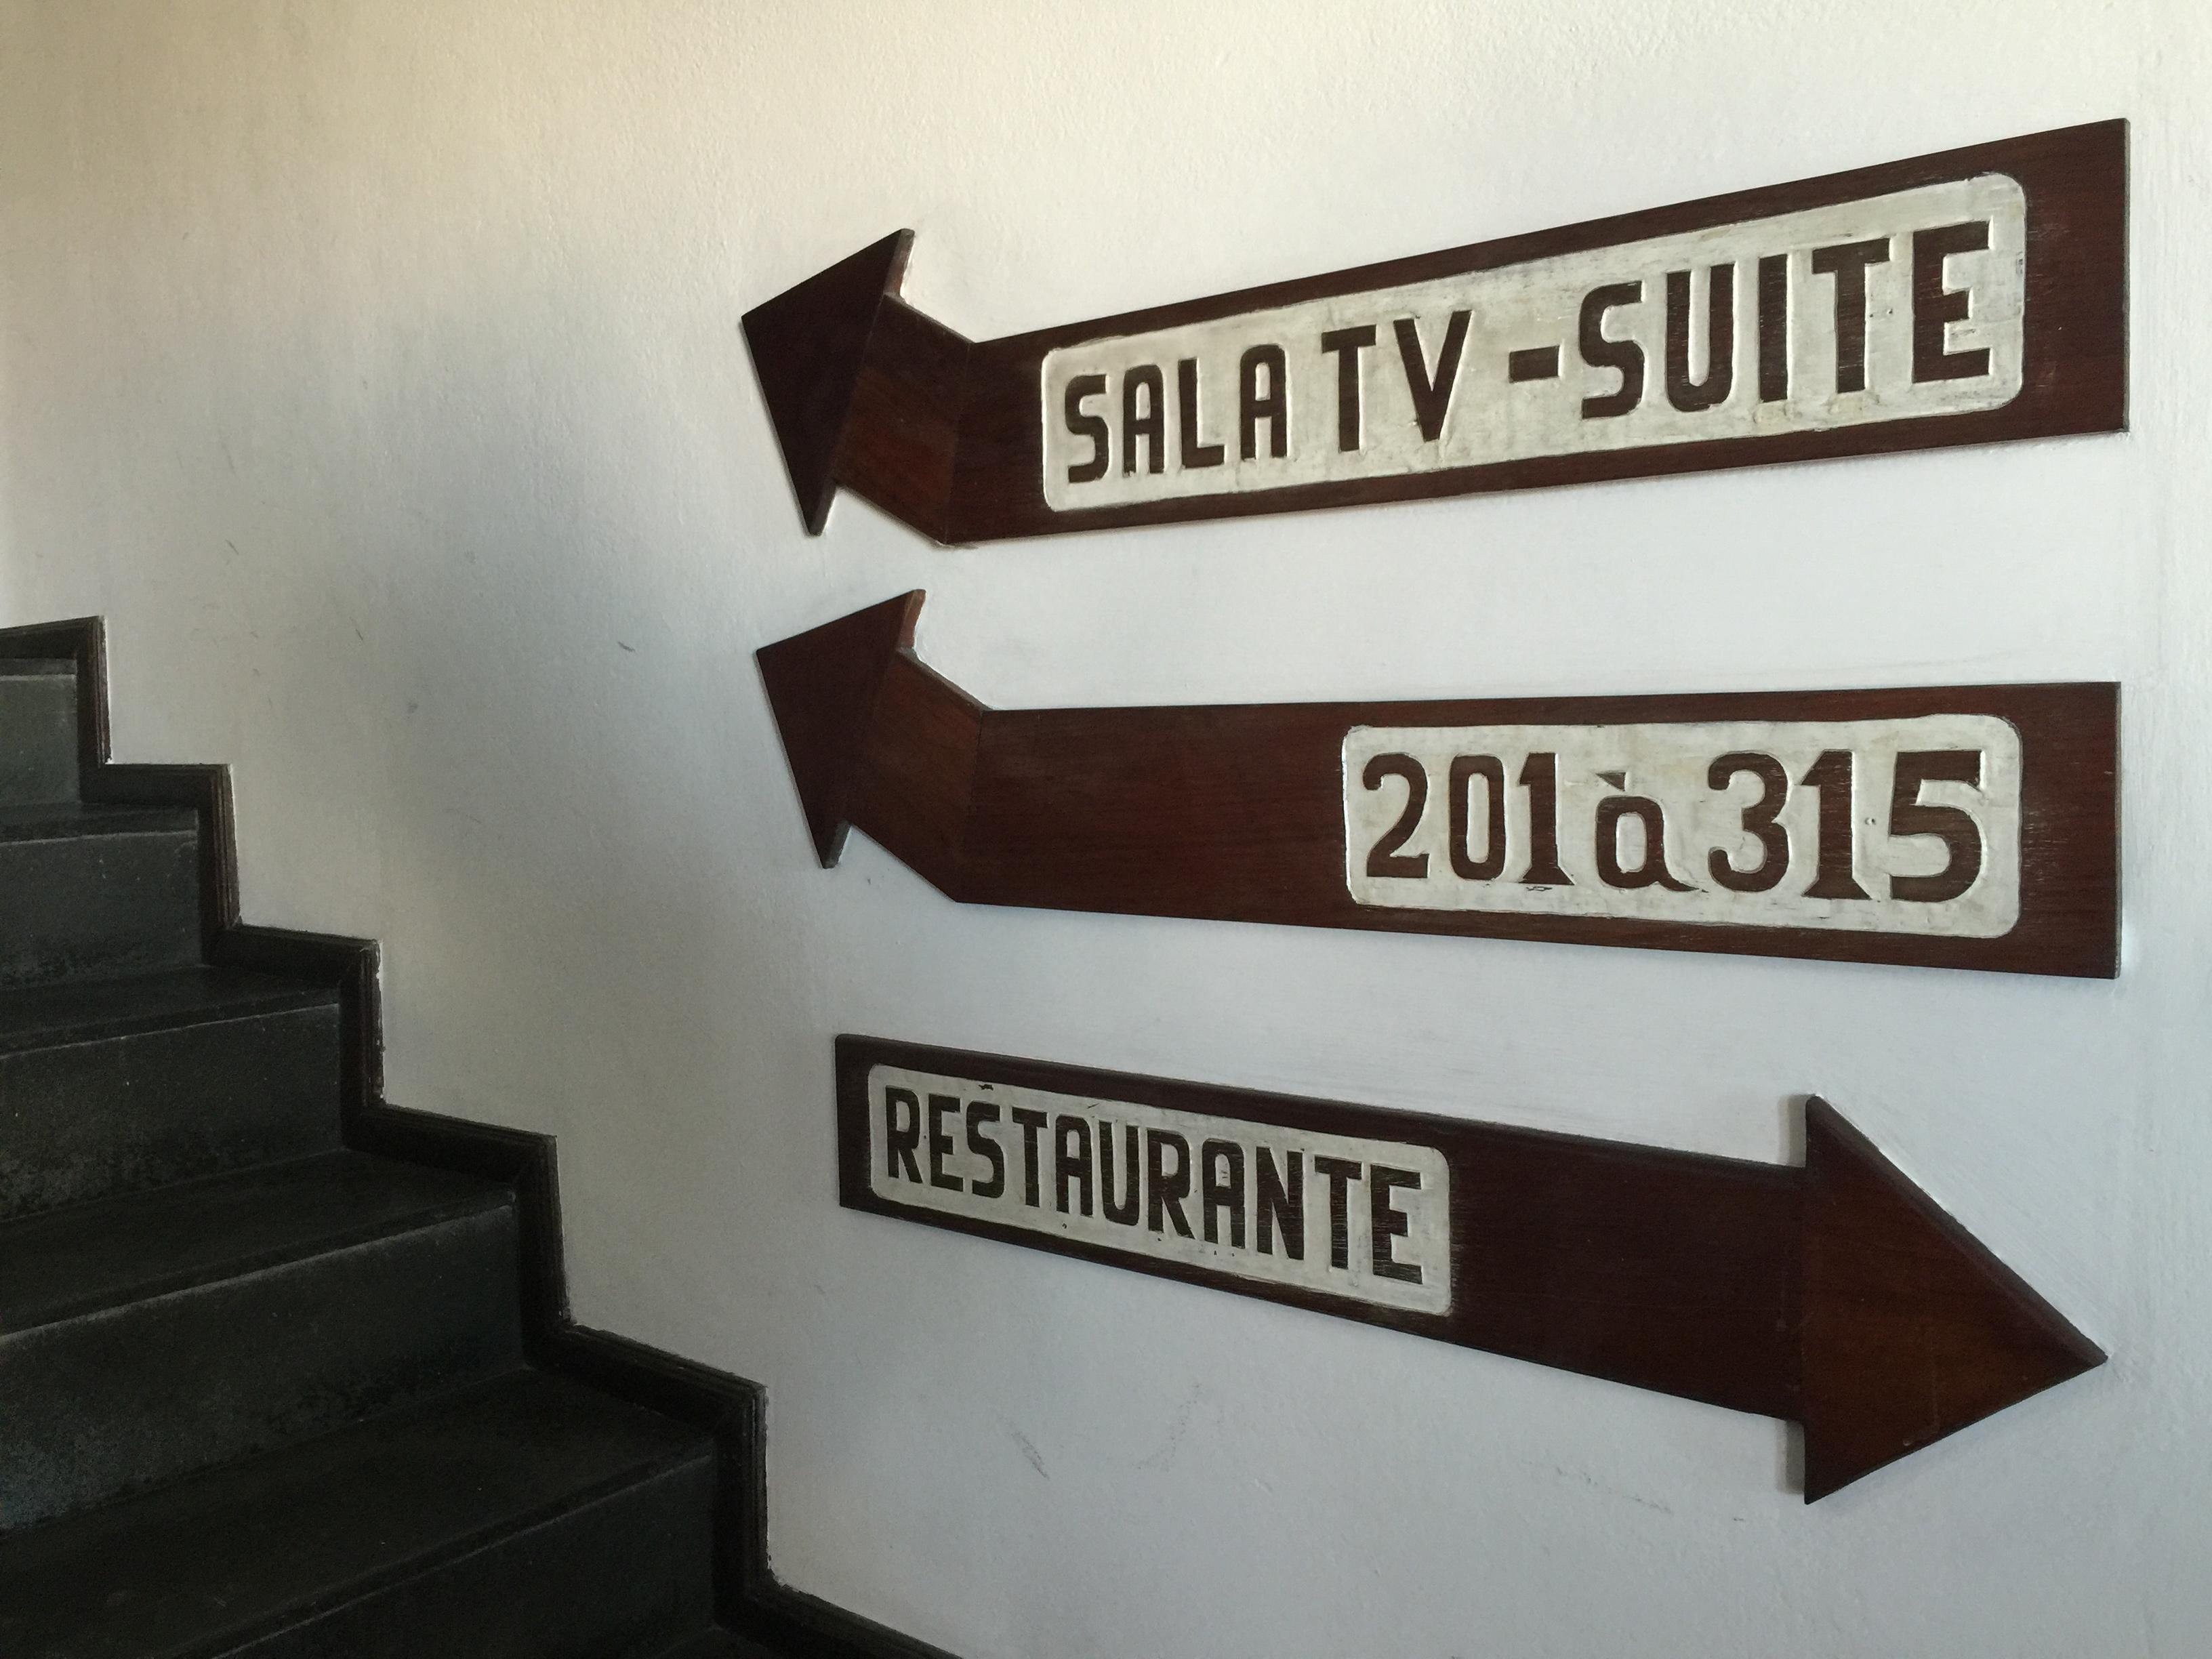 SALA TV - SUITE
201 à 315
RESTAURANTE